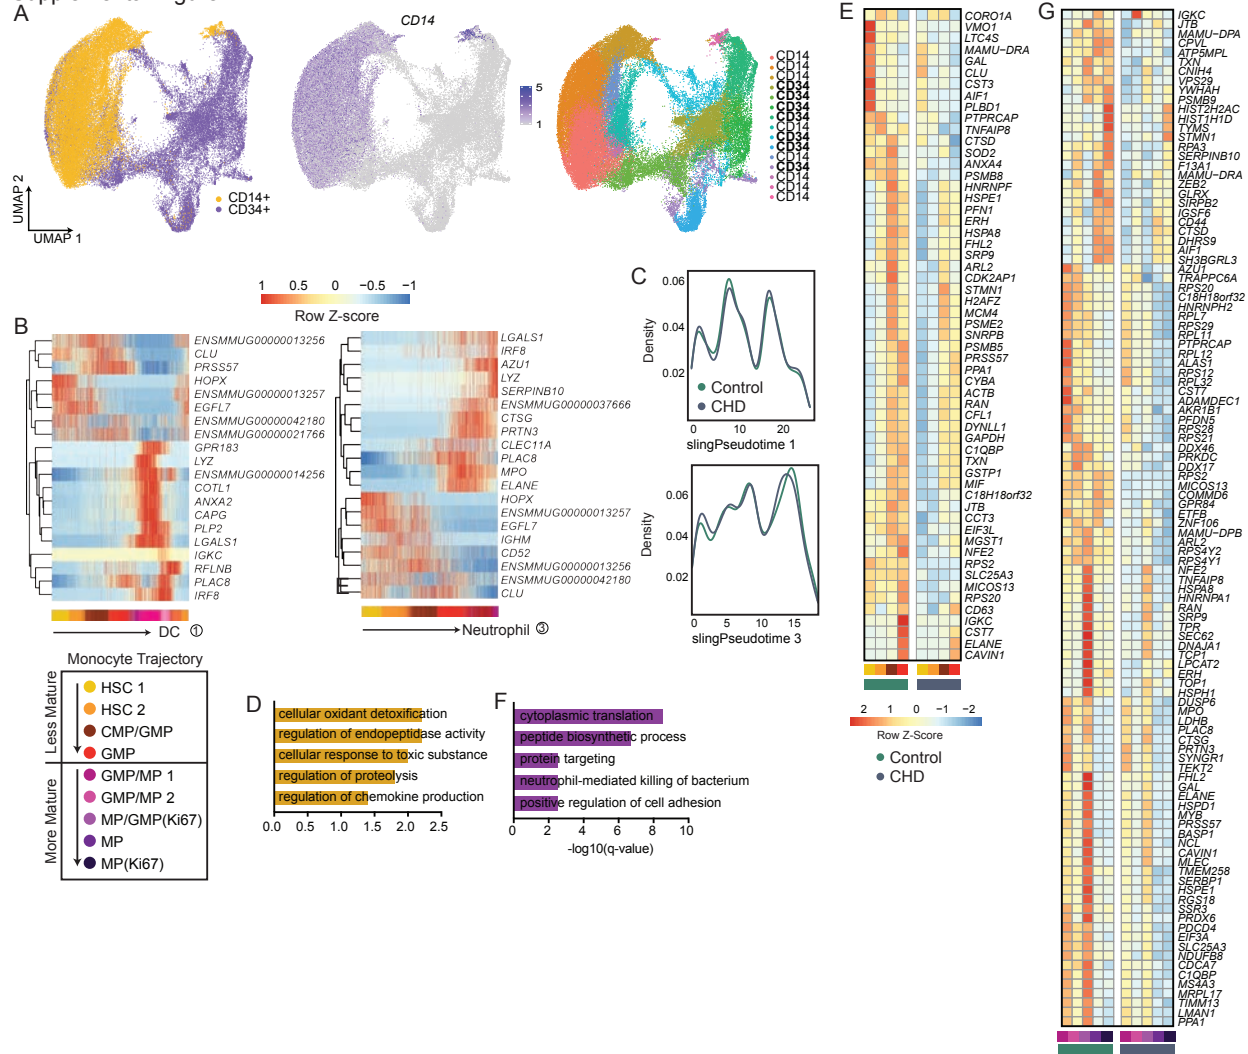 A
CD14
CD14+
CD34+
UMAP 2
UMAP 1
5
1
CD14
CD14
CD14
CD34
CD34
CD34
CD14
CD34
CD14
CD34
CD14
CD14
CD14
1 0.5 0 −0.5 −1
Row Z-score
B
ENSMMUG00000013256
CLU
PRSS57
HOPX
ENSMMUG00000013257
EGFL7
ENSMMUG00000042180
ENSMMUG00000021766
GPR183
LYZ
ENSMMUG00000014256
COTL1
ANXA2
CAPG
PLP2
LGALS1
IGKC
RFLNB
PLAC8
IRF8
DC ①
LGALS1
IRF8
AZU1
LYZ
SERPINB10
ENSMMUG00000037666
CTSG
PRTN3
CLEC11A
PLAC8
MPO
ELANE
HOPX
ENSMMUG00000013257
EGFL7
IGHM
CD52
ENSMMUG00000013256
ENSMMUG00000042180
CLU
E
Neutrophil ③
Monocyte Trajectory
Less Mature
HSC 1
HSC 2
CMP/GMP
GMP
More Mature
GMP/MP 1
GMP/MP 2
MP/GMP(Ki67)
MP
MP(Ki67)
C
Density
0.06
0.04
0.02
Control
CHD
0 10 20
slingPseudotime 1
Density
0.06
0.04
0.02
0 5 10 15
slingPseudotime 3
D
cellular oxidant detoxification
regulation of endopeptidase activity
cellular response to toxic substance
regulation of proteolysis
regulation of chemokine production
0.0 0.5 1.0 1.5 2.0 2.5
F
cytoplasmic translation
peptide biosynthetic process
protein targeting
neutrophil-mediated killing of bacterium
positive regulation of cell adhesion
0 2 4 6 8 10
-log10(q-value)
E
CORO1A
VMO1
LTC4S
MAMU−DRA
GAL
CLU
CST3
AIF1
PLBD1
PTPRCAP
TNFAIP8
CTSD
SOD2
ANXA4
PSMB8
HNRNPF
HSPE1
PFN1
ERH
HSPA8
FHL2
SRP9
ARL2
CDK2AP1
STMN1
H2AFZ
MCM4
PSME2
SNRPB
PSMB5
PRSS57
PPA1
CYBA
ACTB
RAN
CFL1
DYNLL1
GAPDH
C1QBP
TXN
GSTP1
MIF
C18H18orf32
JTB
CCT3
EIF3L
MGST1
NFE2
RPS2
SLC25A3
MICOS13
RPS20
CD63
IGKC
CST7
ELANE
CAVIN1
2 1 0 −1 −2
Row Z-Score
Control
CHD
G
IGKC
JTB
MAMU−DPA
CPVL
ATP5MPL
TXN
CNIH4
VPS29
YWHAH
PSMB9
HIST2H2AC
HIST1H1D
TYMS
STMN1
RPA3
SERPINB10
F13A1
MAMU−DRA
ZEB2
GLRX
SIRPB2
IGSF6
CD44
CTSD
DHRS9
AIF1
SH3BGRL3
AZU1
TRAPPC6A
RPS20
C18H18orf32
HNRNPH2
RPL7
RPS29
RPL11
PTPRCAP
RPL12
ALAS1
RPS12
RPL32
CST7
ADAMDEC1
AKR1B1
PFDN5
RPS28
RPS21
DDX46
PRKDC
DDX17
RPS2
MICOS13
COMMD6
GPR84
ETFB
ZNF106
MAMU−DPB
ARL2
RPS4Y2
RPS4Y1
NFE2
TNFAIP8
HSPA8
HNRNPA1
RAN
SRP9
TPR
SEC62
DNAJA1
TCP1
LPCAT2
ERH
TOP1
HSPH1
DUSP6
MPO
LDHB
PLAC8
CTSG
PRTN3
SYNGR1
TEKT2
FHL2
GAL
ELANE
HSPD1
MYB
PRSS57
BASP1
NCL
CAVIN1
MLEC
TMEM258
SERBP1
HSPE1
RGS18
SSR3
PRDX6
PDCD4
EIF3A
SLC25A3
NDUFB8
CDCA7
C1QBP
MS4A3
MRPL17
TIMM13
LMAN1
PPA1